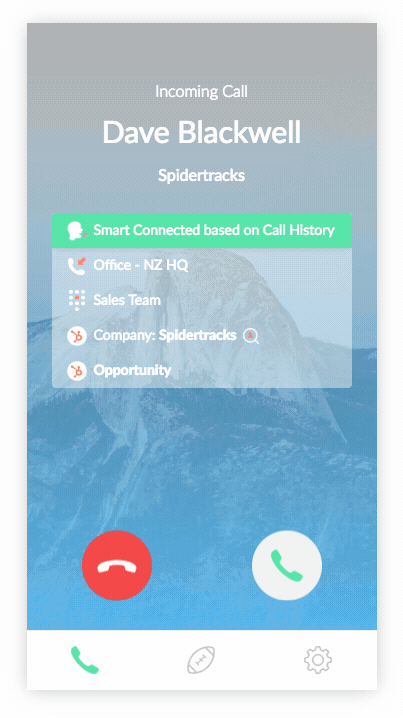 Incoming Call
Dave Blackwell
Spidertracks
Smart Connected based on Call History
Office - NZ HQ
Sales Team
Company: Spidertracks
Opportunity